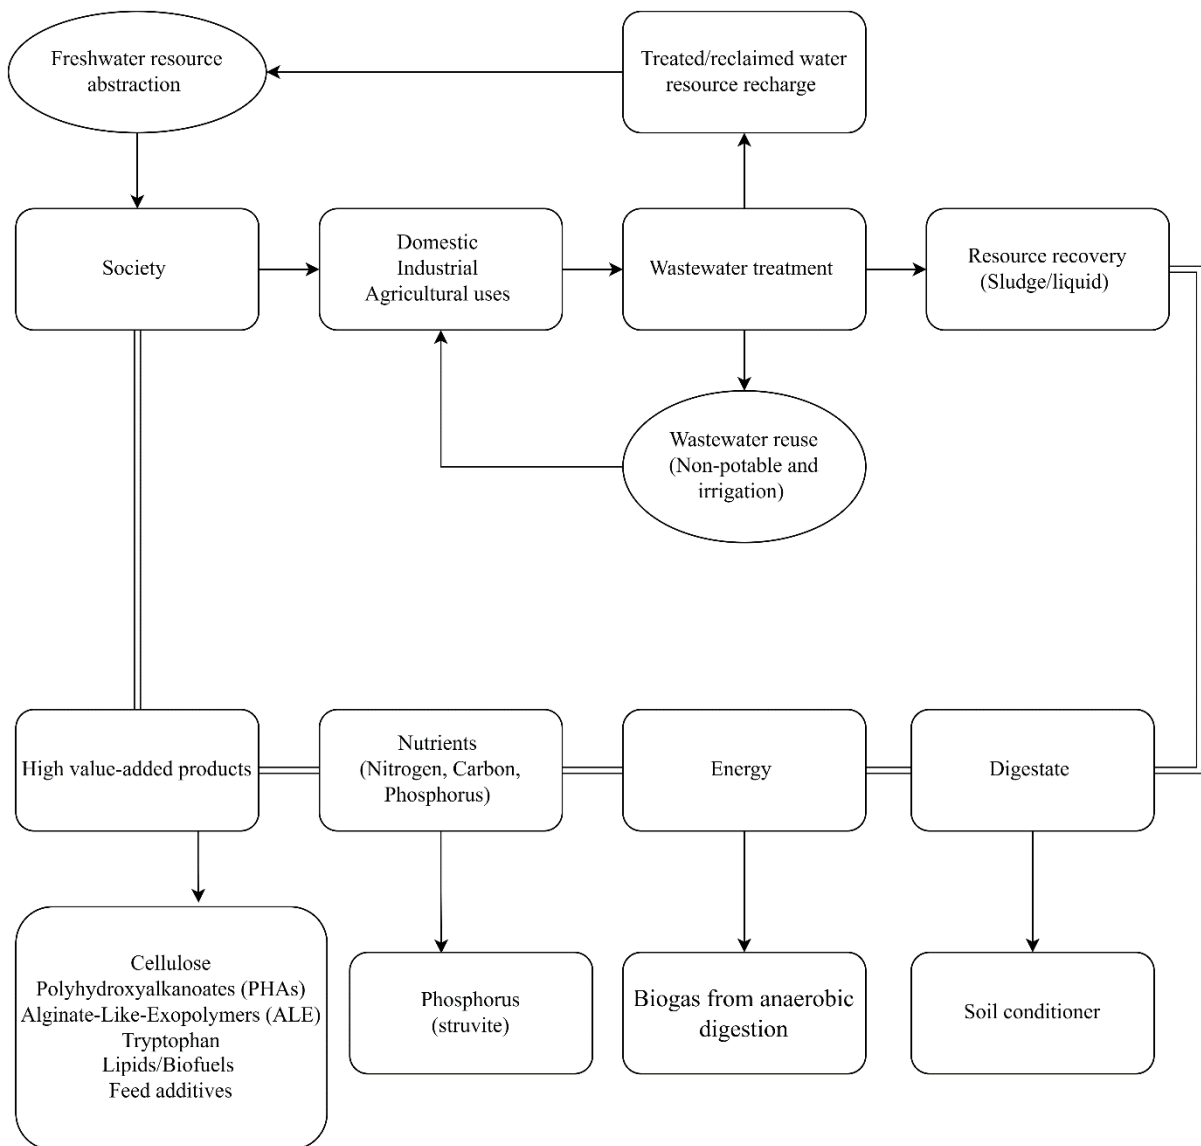 Freshwater resource
abstraction
Treated/reclaimed water
resource recharge
Society
Domestic
Industrial
Agricultural uses
Wastewater treatment
Resource recovery
(Sludge/liquid)
Wastewater reuse
(Non-potable and
irrigation)
High value-added products
Nutrients
(Nitrogen, Carbon,
Phosphorus)
Energy
Digestate
Cellulose
Polyhydroxyalkanoates (PHAs)
Alginate-Like-Exopolymers (ALE)
Tryptophan
Lipids/Biofuels
Feed additives
Phosphorus
(struvite)
Biogas from anaerobic
digestion
Soil conditioner